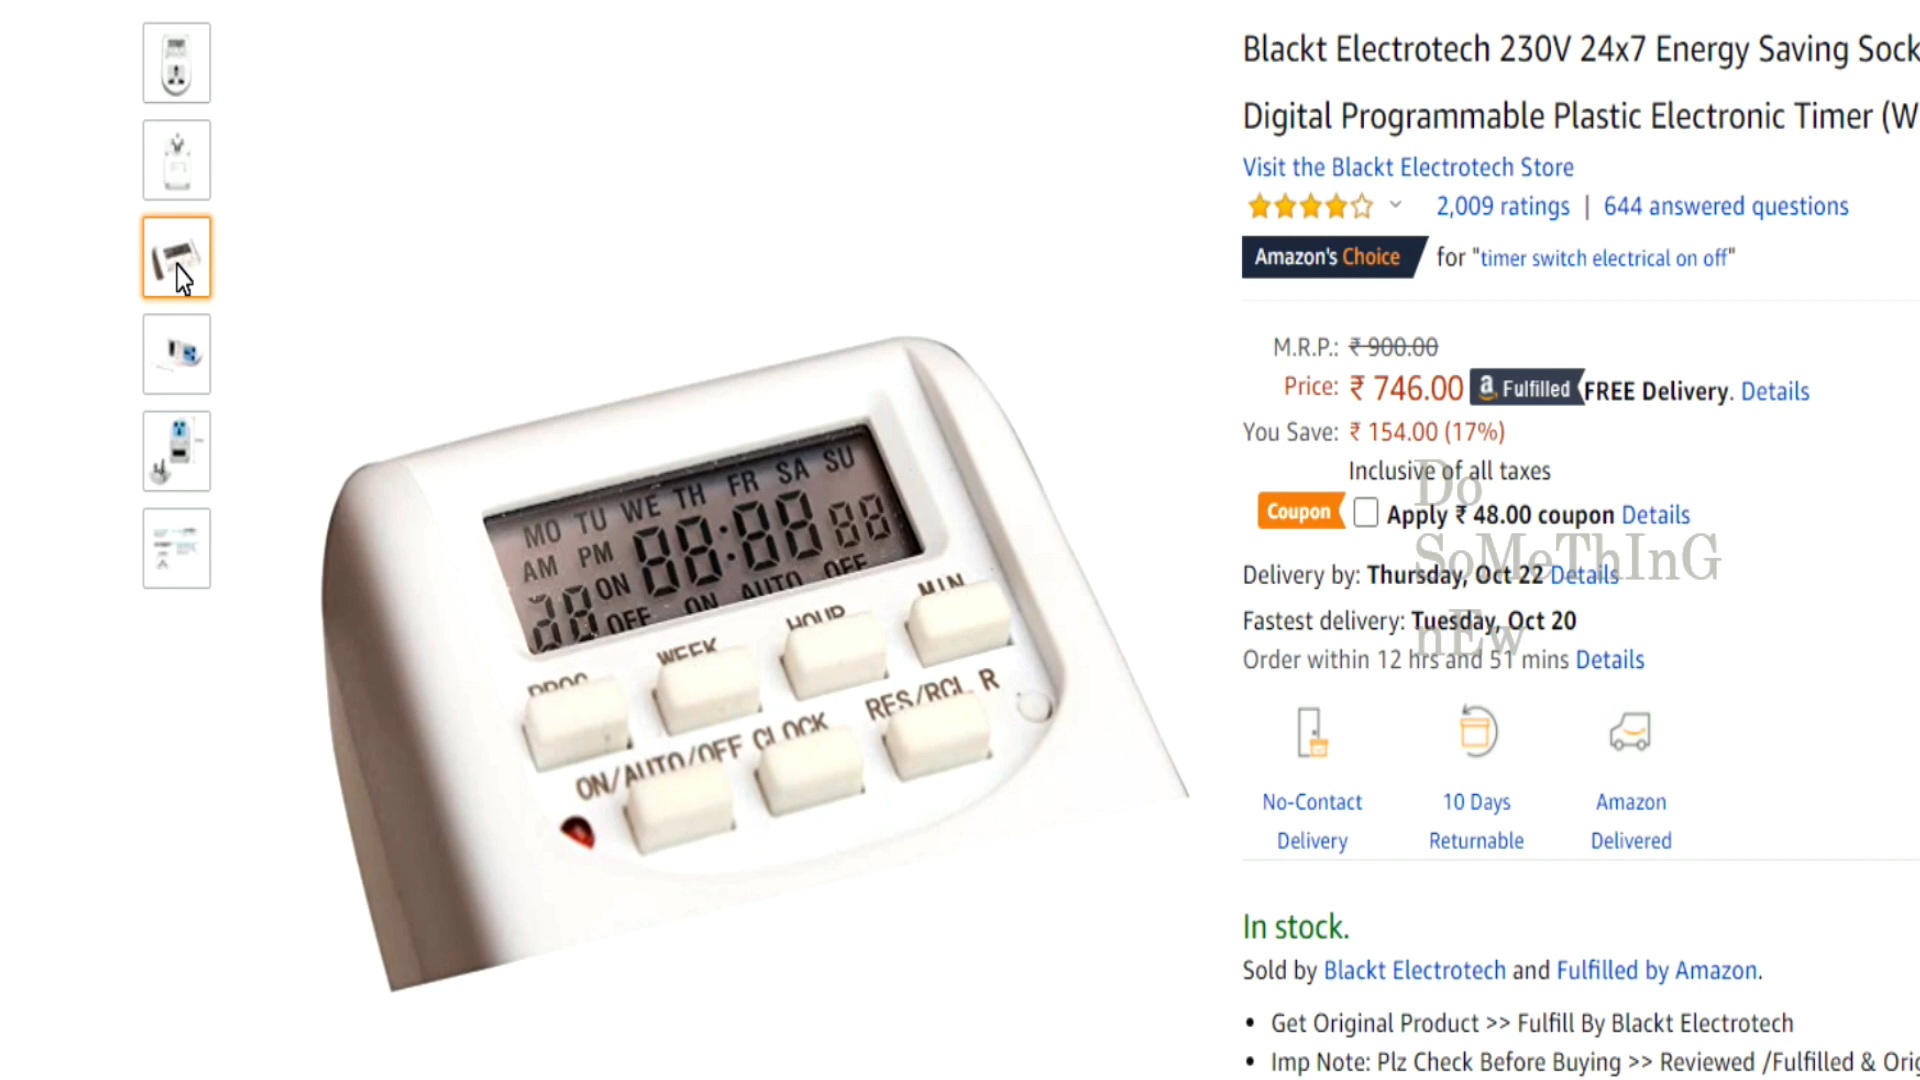 Blackt Electrotech 230V 24x7 Energy Saving Sock
Digital Programmable Plastic Electronic Timer (W
Visit the Blackt Electrotech Store
2,009 ratings | 644 answered questions
Amazon's Choice for "timer switch electrical on off"
M.R.P.: ₹ 900.00
Price: ₹ 746.00 a Fulfilled FREE Delivery. Details
You Save: ₹ 154.00 (17%)
Inclusive of all taxes
Coupon Apply ₹ 48.00 coupon Details
Delivery by: Thursday, Oct 22 Details
Fastest delivery: Tuesday, Oct 20
Order within 12 hrs and 51 mins Details
Do
SoMeThInG
nEw
No-Contact
Delivery
10 Days
Returnable
Amazon
Delivered
In stock.
Sold by Blackt Electrotech and Fulfilled by Amazon.
• Get Original Product >> Fulfill By Blackt Electrotech
• Imp Note: Plz Check Before Buying >> Reviewed /Fulfilled & Orig
MO TU WE TH FR SA SU
AM PM 88:88 88
ON
OFF ON AUTO OFF
PROG WEEK HOUR MIN
ON/AUTO/OFF CLOCK RES/RCL R